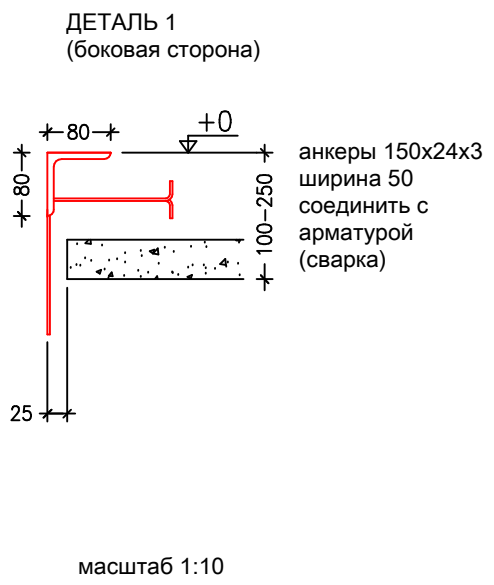 ДЕТАЛЬ 1
(боковая сторона)
80
+0
80
100-250
анкеры 150x24x3
ширина 50
соединить с
арматурой
(сварка)
25
масштаб 1:10